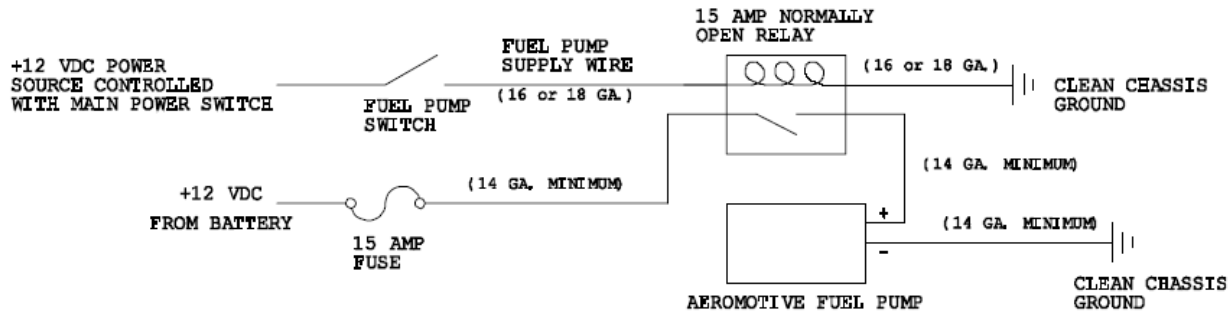 15 AMP NORMALLY
OPEN RELAY
+12 VDC POWER
SOURCE CONTROLLED
WITH MAIN POWER SWITCH
FUEL PUMP
SWITCH
FUEL PUMP
SUPPLY WIRE
(16 or 18 GA.)
(16 or 18 GA.)
CLEAN CHASSIS
GROUND
+12 VDC
FROM BATTERY
15 AMP
FUSE
(14 GA. MINIMUM)
(14 GA. MINIMUM)
+
-
(14 GA. MINIMUM)
CLEAN CHASSIS
GROUND
AEROMOTIVE FUEL PUMP